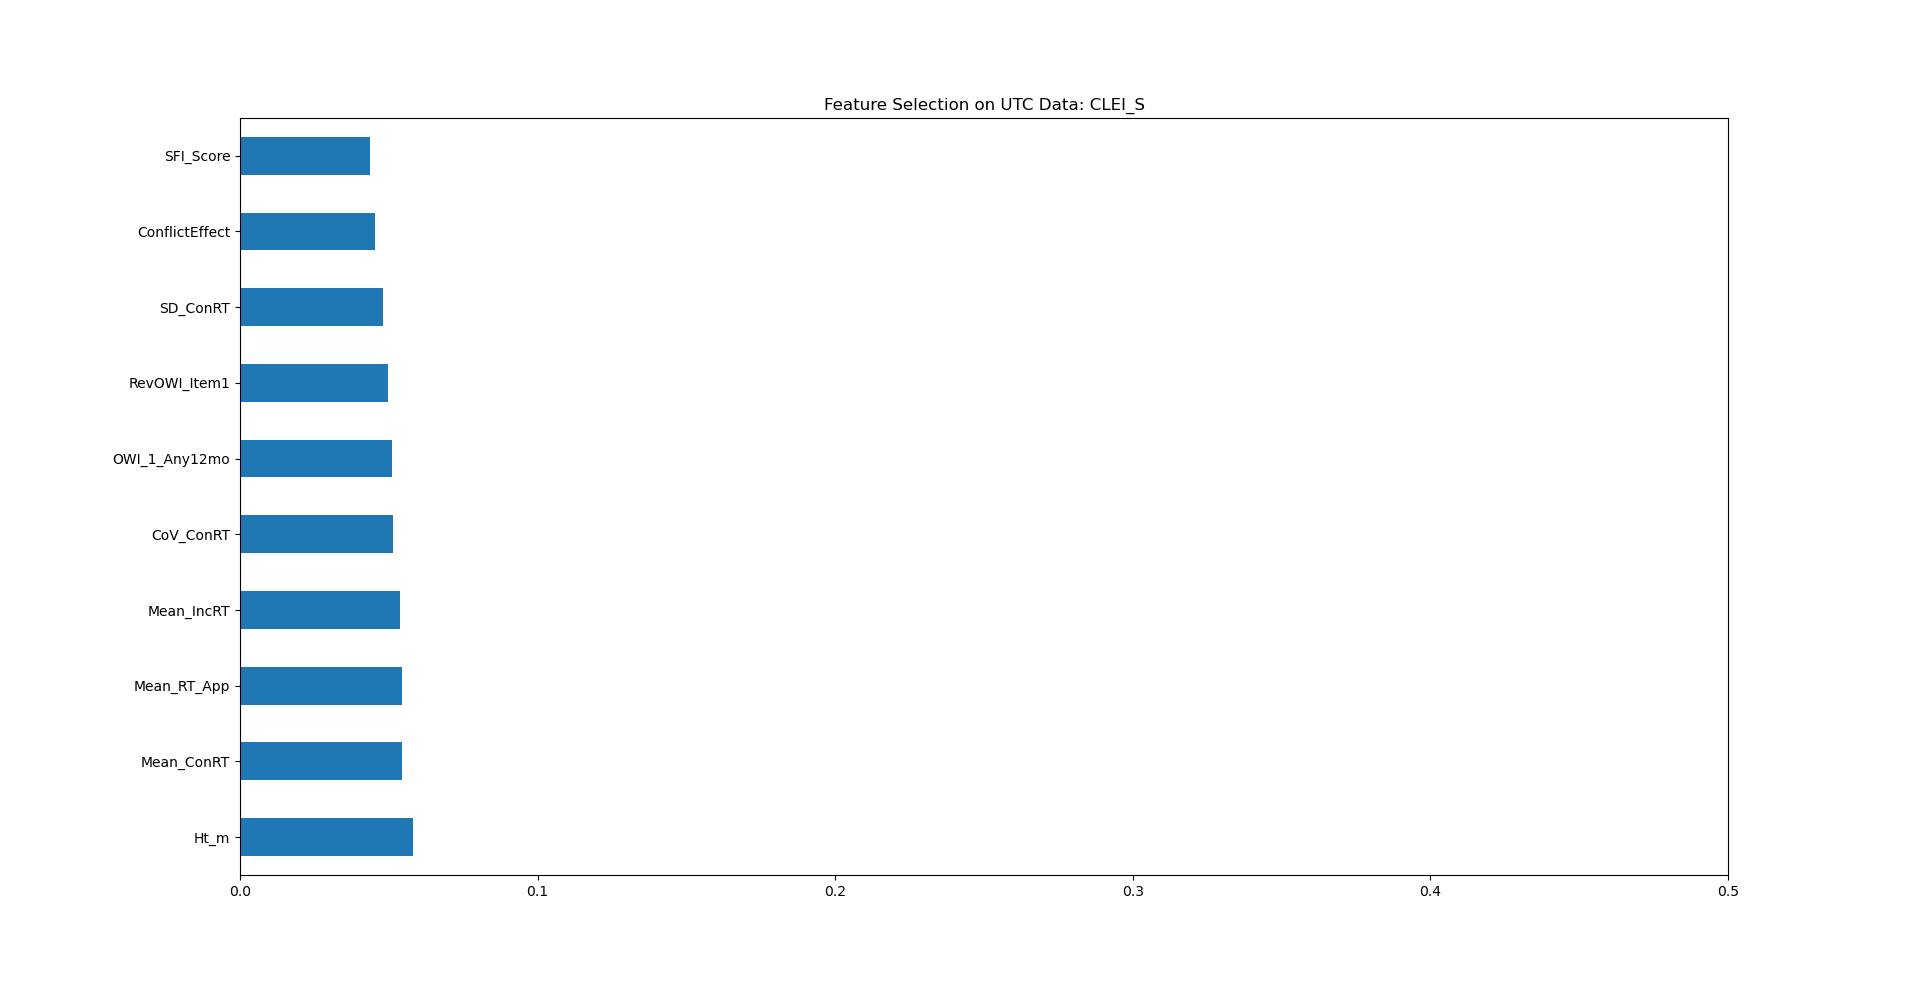 Feature Selection on UTC Data: CLEI_S
SFI_Score
ConflictEffect
SD_ConRT
RevOWI_Item1
OWI_1_Any12mo
CoV_ConRT
Mean_IncRT
Mean_RT_App
Mean_ConRT
Ht_m
0.0 0.1 0.2 0.3 0.4 0.5